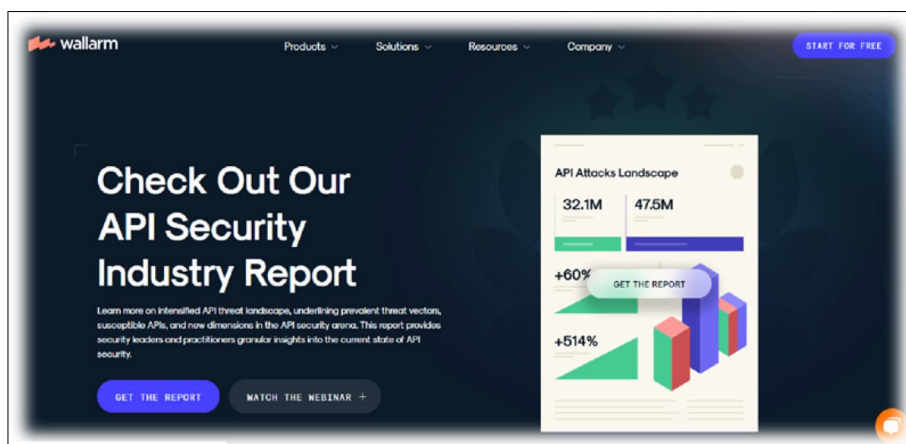 wallarm
Products
Solutions
Resources
Company
START FOR FREE
Check Out Our
API Security
Industry Report
Learn more on intensified API threat landscape, underlining prevalent threat vectors,
susceptible APIs, and new dimensions in the API security arena. This report provides
security leaders and practitioners granular insights into the current state of API
security.
GET THE REPORT
WATCH THE WEBINAR +
API Attacks Landscape
32.1M 47.5M
+60%
GET THE REPORT
+514%